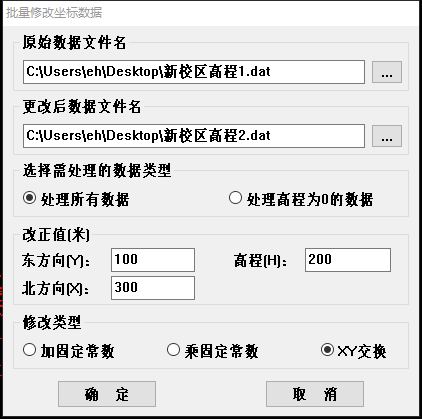 批量修改坐标数据
原始数据文件名
C:\Users\eh\Desktop\新校区高程1.dat ...
更改后数据文件名
C:\Users\eh\Desktop\新校区高程2.dat ...
选择需处理的数据类型
处理所有数据 处理高程为0的数据
改正值(米)
东方向(Y): 100 高程(H): 200
北方向(X): 300
修改类型
加固定常数 乘固定常数 XY交换
确 定 取 消